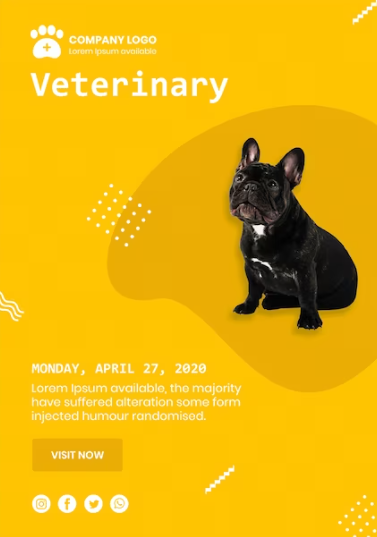 COMPANY LOGO
Lorem Ipsum available
Veterinary
MONDAY, APRIL 27, 2020
Lorem Ipsum available, the majority
have suffered alteration some form
injected humour randomised.
VISIT NOW